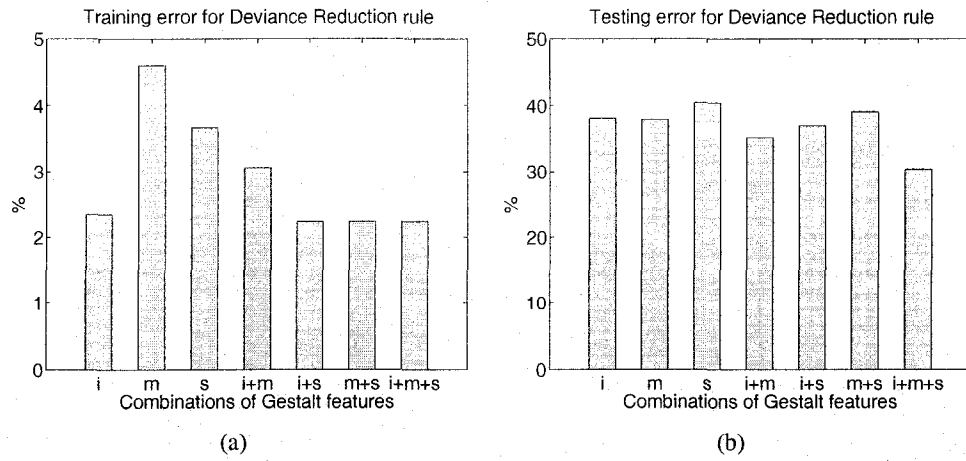 Training error for Deviance Reduction rule
5
4
3
2
1
0
%
i m s i+m i+s m+s i+m+s
Combinations of Gestalt features
(a)
Testing error for Deviance Reduction rule
50
40
30
20
10
0
%
i m s i+m i+s m+s i+m+s
Combinations of Gestalt features
(b)